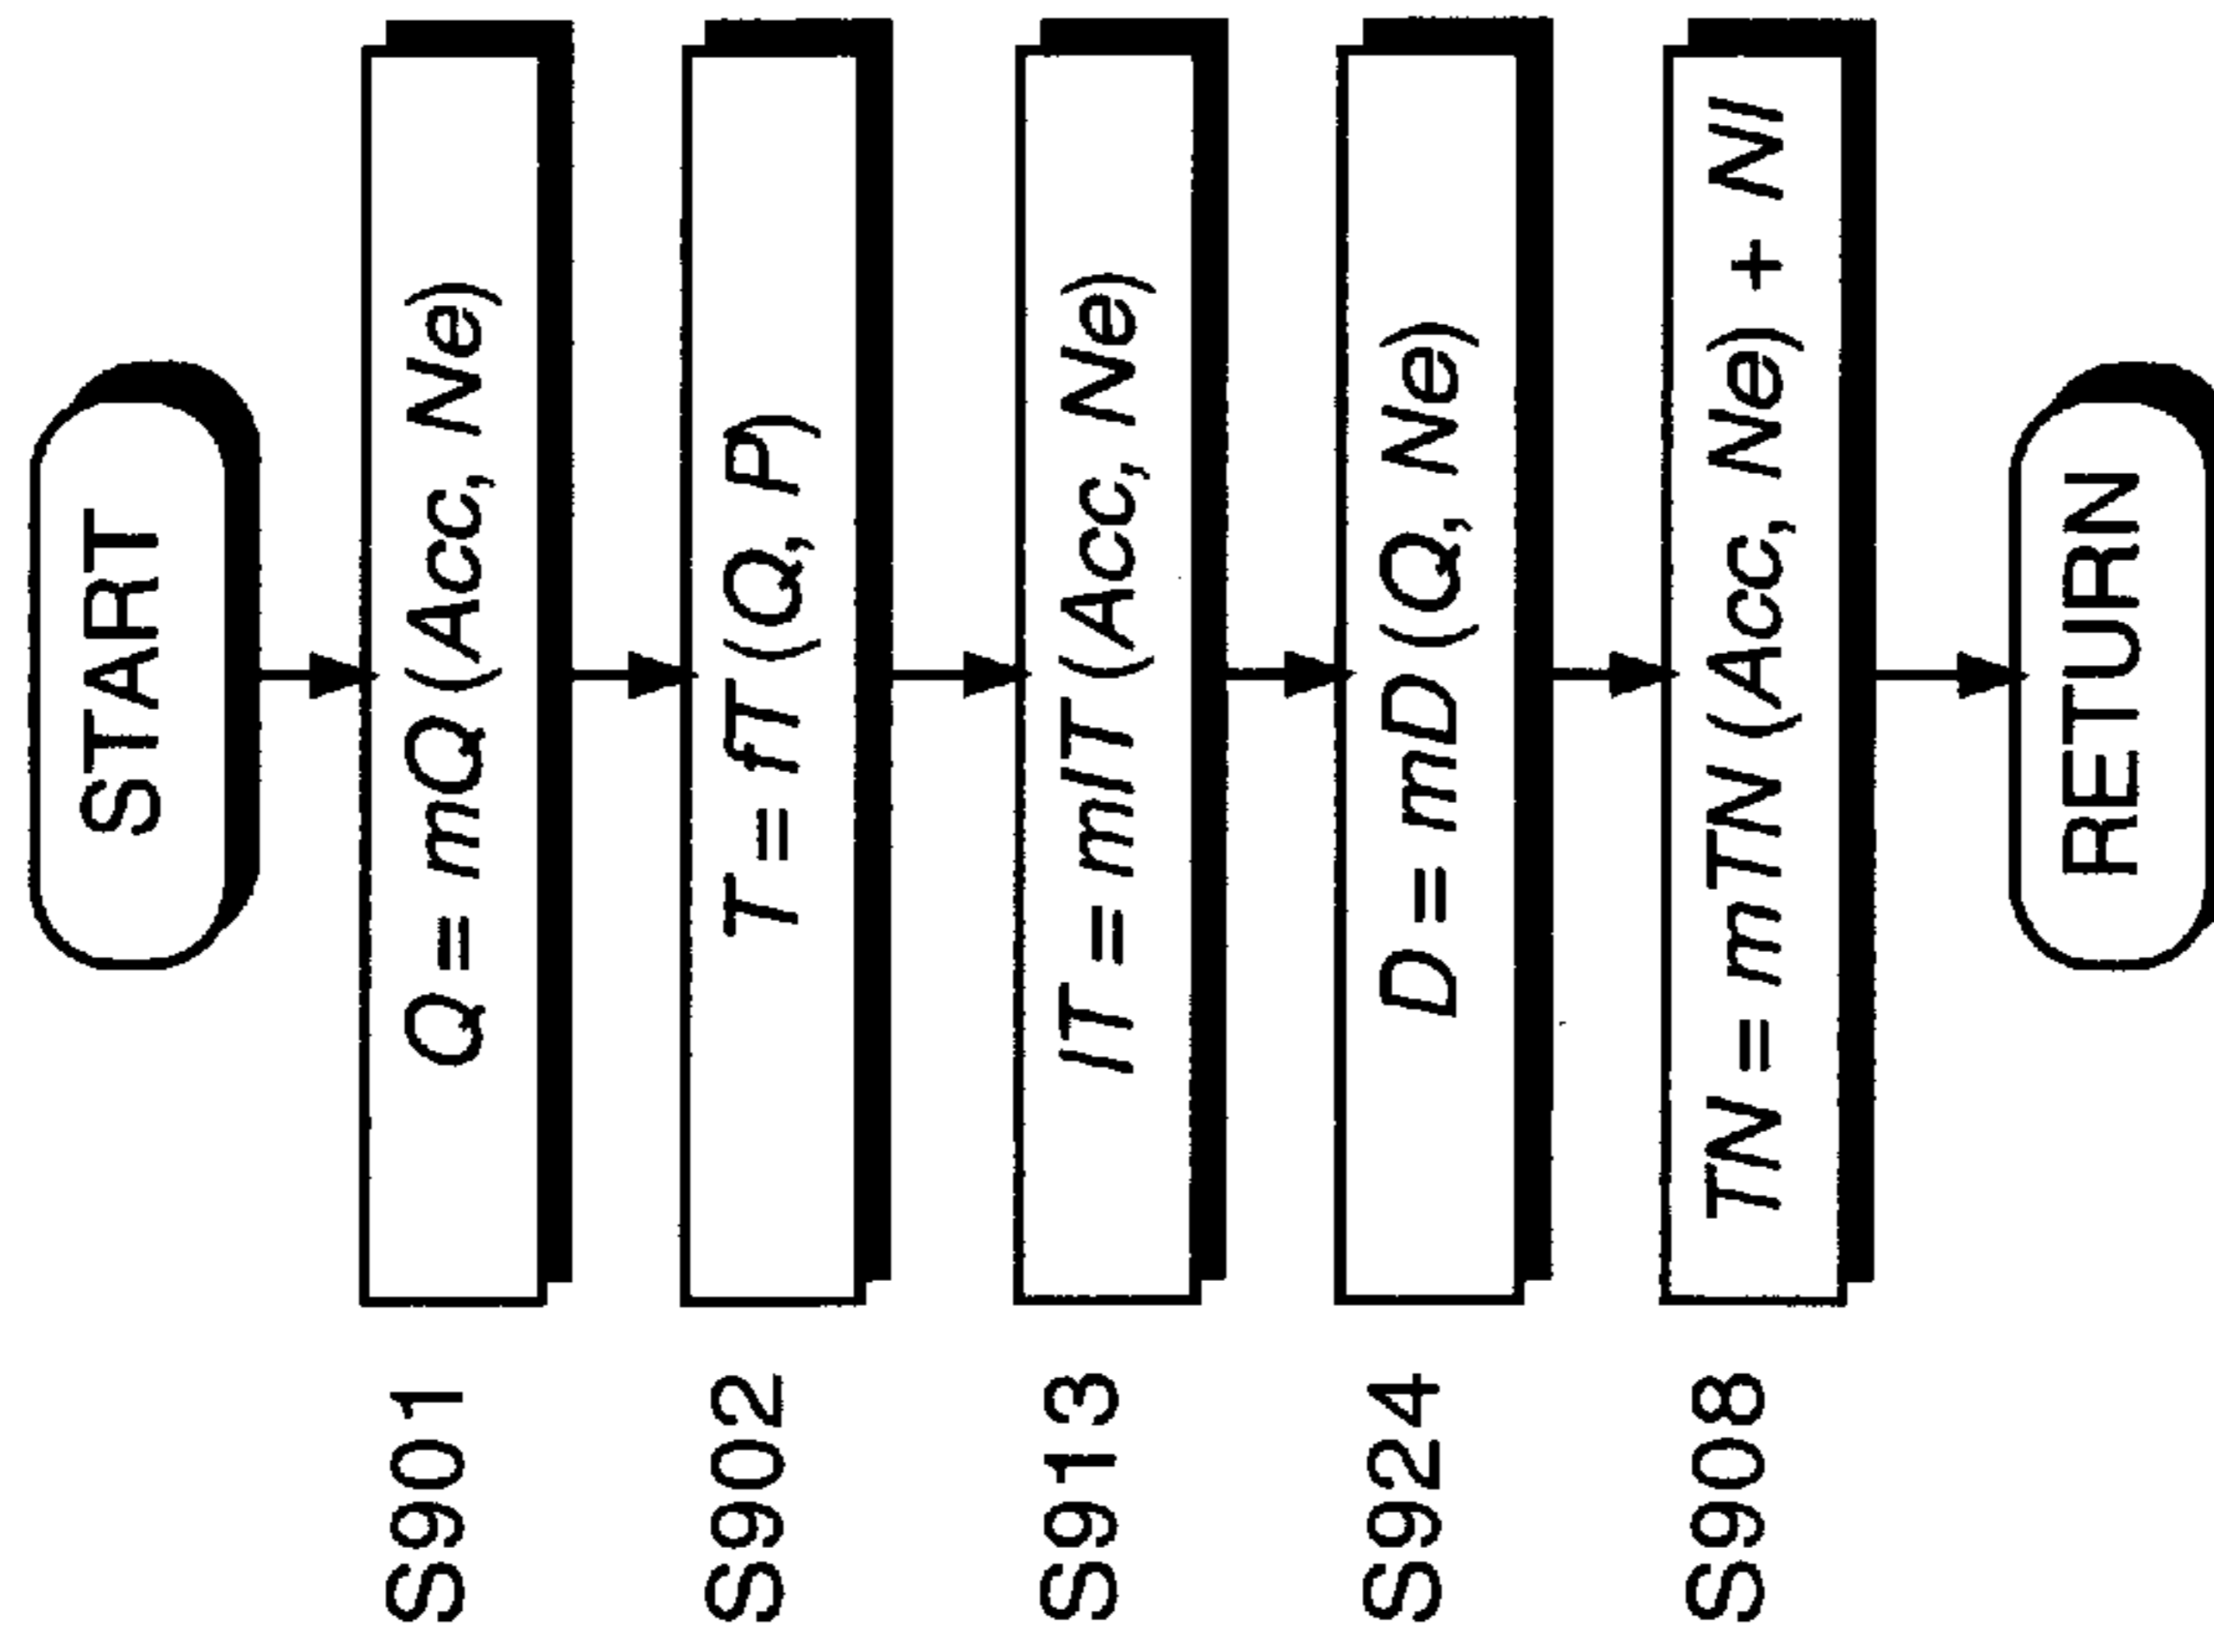 START
S901
Q = mQ (Acc, Ne)
S902
T = fT (Q, P)
S913
IT = mIT (Acc, Ne)
S924
D = mD (Q, Ne)
S908
TN = mTN (Acc, Ne) + NI
RETURN